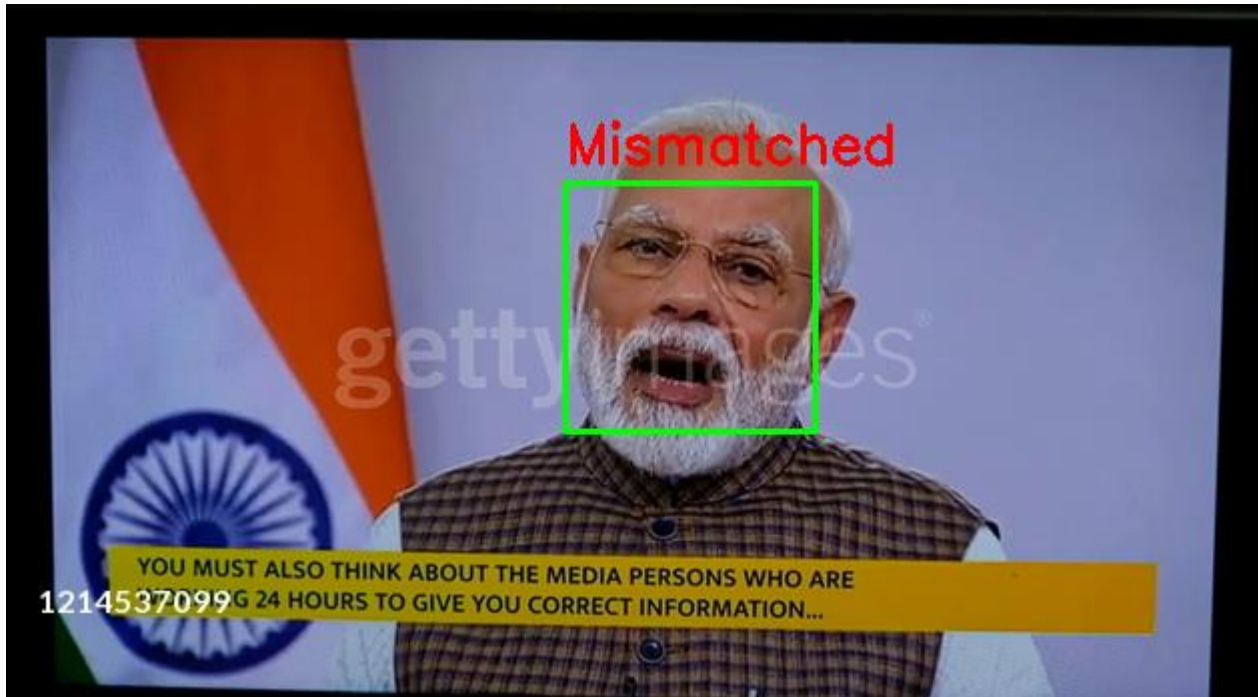 Mismatched
gettyimages®
YOU MUST ALSO THINK ABOUT THE MEDIA PERSONS WHO ARE
1214537099 G 24 HOURS TO GIVE YOU CORRECT INFORMATION...